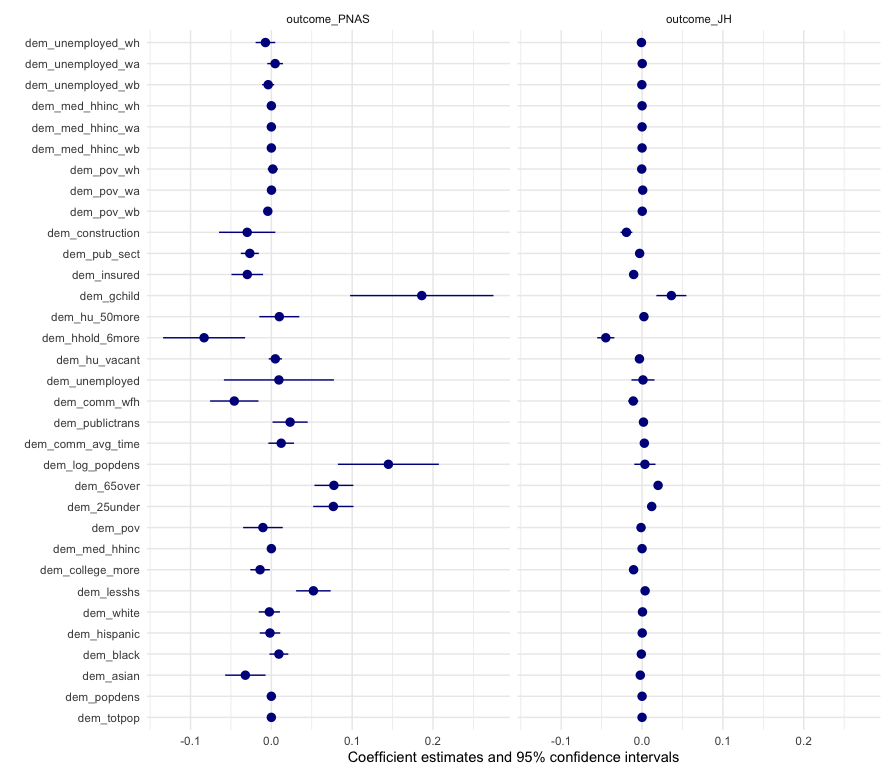 outcome_PNAS
outcome_JH
dem_unemployed_wh
dem_unemployed_wa
dem_unemployed_wb
dem_med_hhinc_wh
dem_med_hhinc_wa
dem_med_hhinc_wb
dem_pov_wh
dem_pov_wa
dem_pov_wb
dem_construction
dem_pub_sect
dem_insured
dem_gchild
dem_hu_50more
dem_hhold_6more
dem_hu_vacant
dem_unemployed
dem_comm_wfh
dem_publictrans
dem_comm_avg_time
dem_log_popdens
dem_65over
dem_25under
dem_pov
dem_med_hhinc
dem_college_more
dem_lesshs
dem_white
dem_hispanic
dem_black
dem_asian
dem_popdens
dem_totpop
-0.1 0.0 0.1 0.2
-0.1 0.0 0.1 0.2
Coefficient estimates and 95% confidence intervals